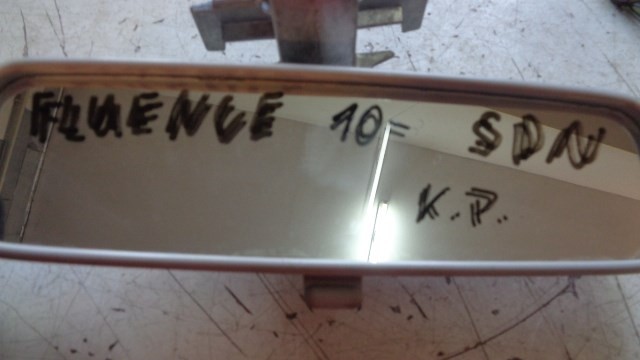 FLUENCE 10= SDN
K.P.